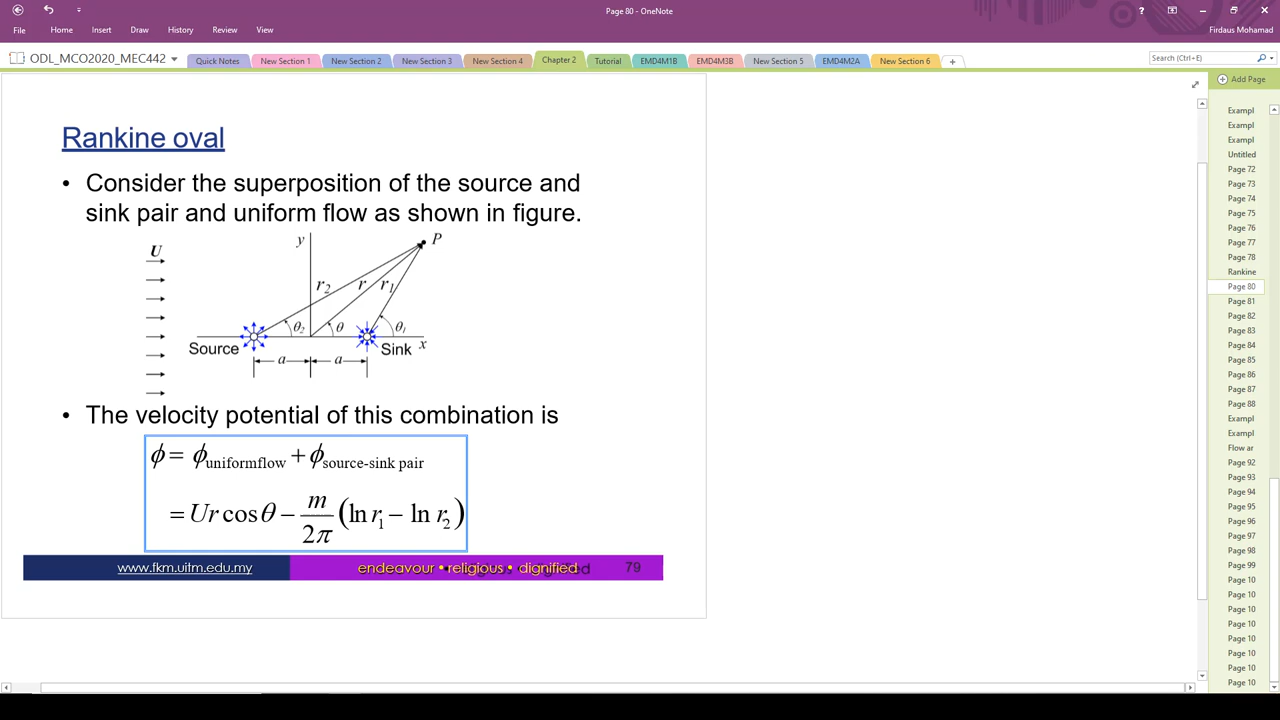 Page 80 - OneNote
?
File
Home
Insert
Draw
History
Review
View
Firdaus Mohamad
ODL_MCO2020_MEC442
Quick Notes
New Section 1
New Section 2
New Section 3
New Section 4
Chapter 2
Tutorial
EMD4M1B
EMD4M3B
New Section 5
EMD4M2A
New Section 6
+
Search (Ctrl+E)
Add Page
Rankine oval
• Consider the superposition of the source and
sink pair and uniform flow as shown in figure.
U
y
P
r2
r
r1
θ2
θ
θ1
Source
Sink
x
a
a
• The velocity potential of this combination is
ϕ = ϕuniformflow + ϕsource-sink pair
= Ur cos θ − m/2π (ln r1 − ln r2)
www.fkm.uitm.edu.my
endeavour • religious • dignified
79
Exampl
Exampl
Exampl
Untitled
Page 72
Page 73
Page 74
Page 75
Page 76
Page 77
Page 78
Rankine
Page 80
Page 81
Page 82
Page 83
Page 84
Page 85
Page 86
Page 87
Page 88
Exampl
Exampl
Flow ar
Page 92
Page 93
Page 94
Page 95
Page 96
Page 97
Page 98
Page 99
Page 10
Page 10
Page 10
Page 10
Page 10
Page 10
Page 10
Page 10